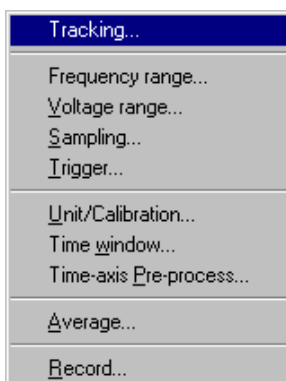 Tracking...
Frequency range...
Voltage range...
Sampling...
Trigger...
Unit/Calibration...
Time window...
Time-axis Pre-process...
Average...
Record...